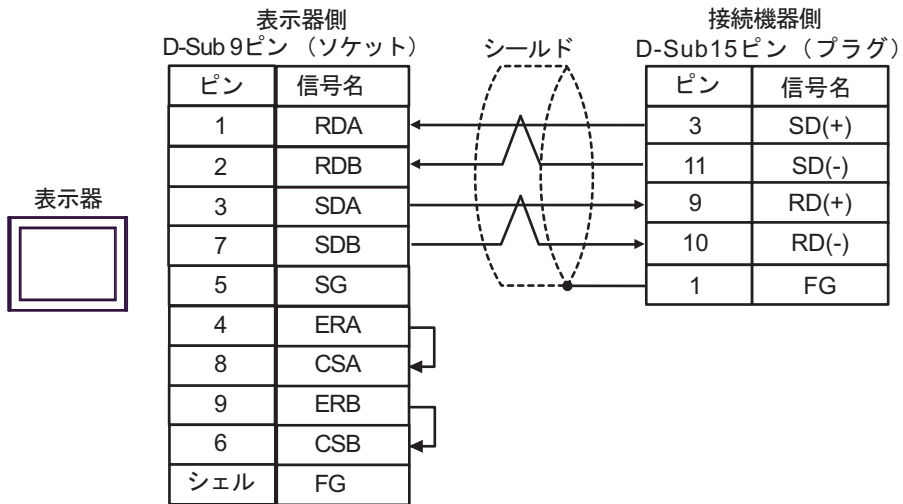 表示器側
D-Sub 9ピン （ソケット）
ピン 信号名
1 RDA
2 RDB
3 SDA
7 SDB
5 SG
4 ERA
8 CSA
9 ERB
6 CSB
シェル FG
表示器
シールド
接続機器側
D-Sub15ピン（プラグ）
ピン 信号名
3 SD(+)
11 SD(-)
9 RD(+)
10 RD(-)
1 FG